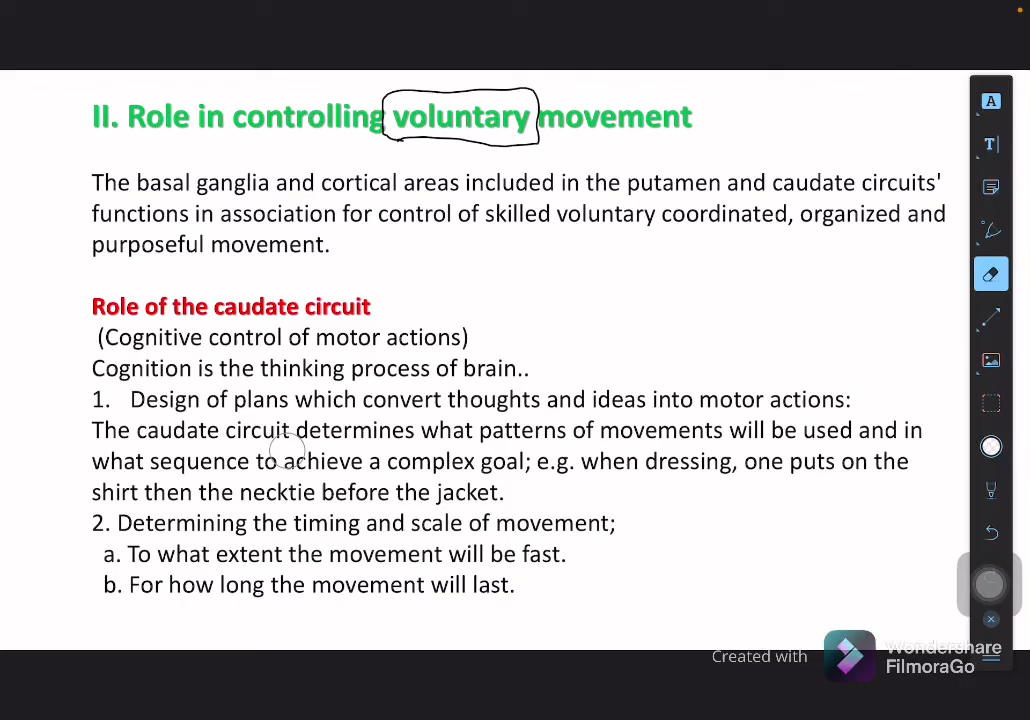 II. Role in controlling voluntary movement
The basal ganglia and cortical areas included in the putamen and caudate circuits'
functions in association for control of skilled voluntary coordinated, organized and
purposeful movement.
Role of the caudate circuit
(Cognitive control of motor actions)
Cognition is the thinking process of brain..
1. Design of plans which convert thoughts and ideas into motor actions:
The caudate circuit determines what patterns of movements will be used and in
what sequence to achieve a complex goal; e.g. when dressing, one puts on the
shirt then the necktie before the jacket.
2. Determining the timing and scale of movement;
a. To what extent the movement will be fast.
b. For how long the movement will last.
A
T
Created with
Wondershare
FilmoraGo